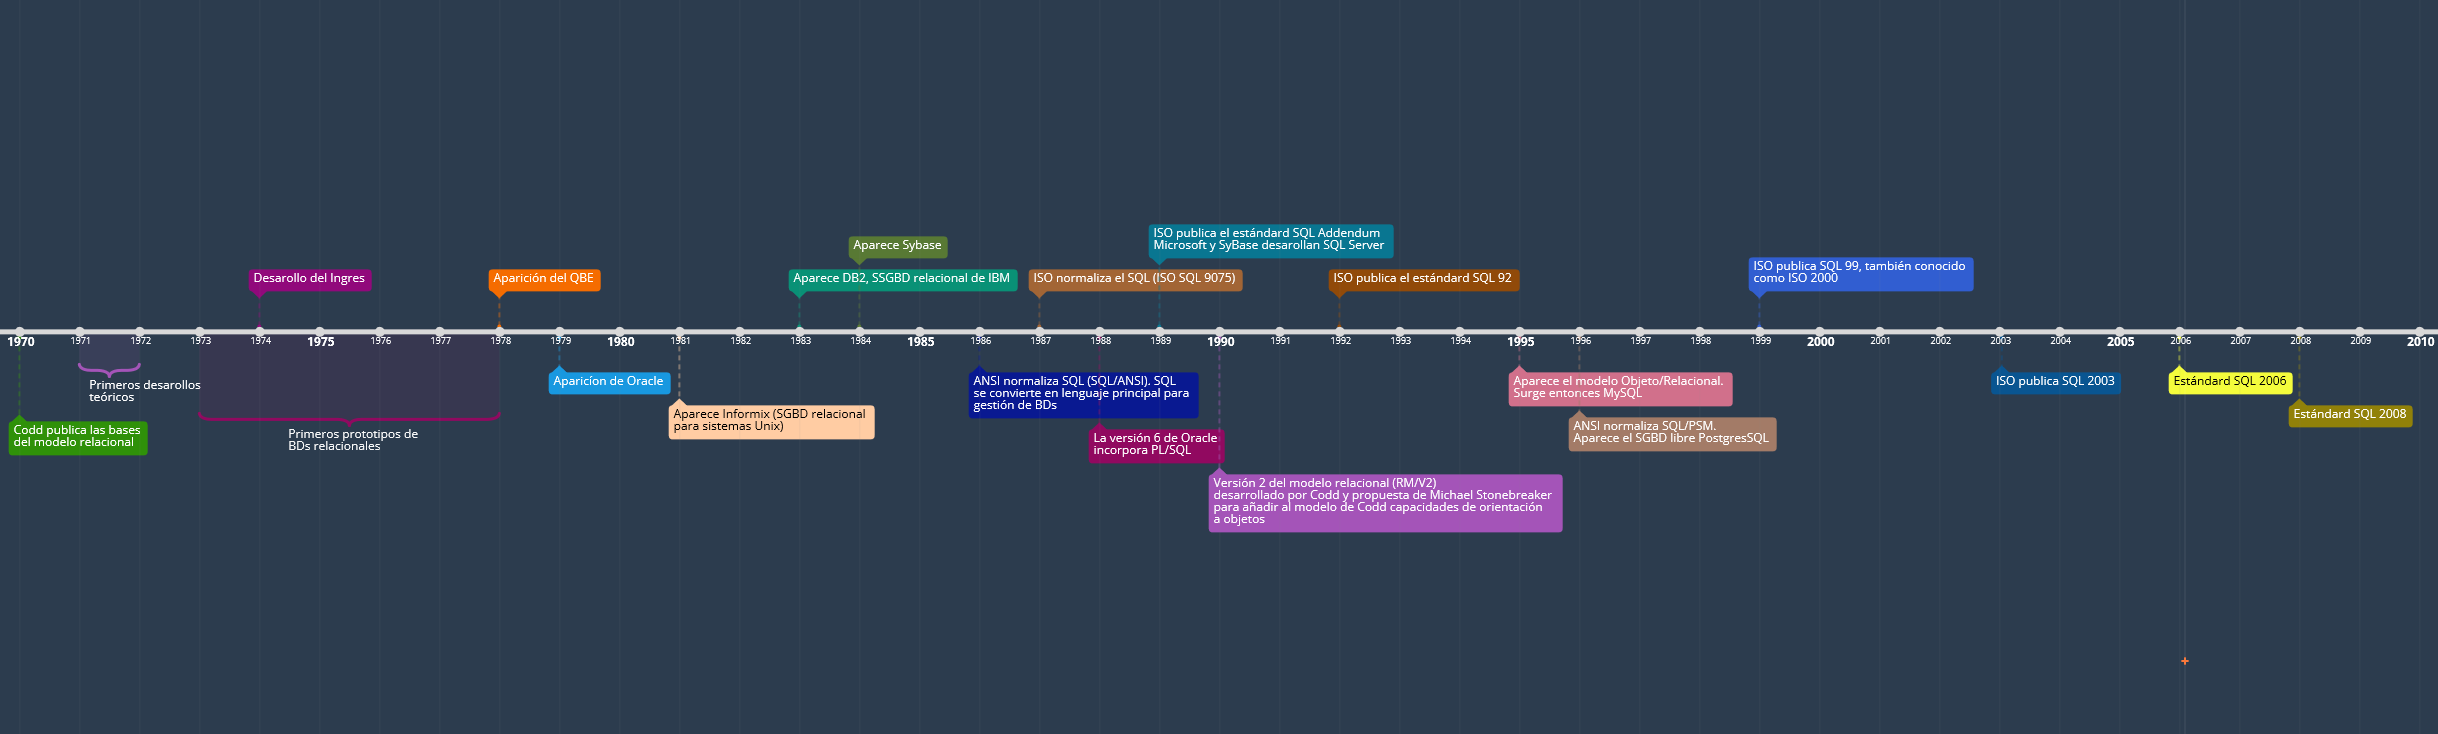 ISO publica el estándard SQL Addendum
Microsoft y SyBase desarollan SQL Server
Aparece Sybase
ISO publica SQL 99, también conocido
como ISO 2000
Desarollo del Ingres
Aparición del QBE
Aparece DB2, SSGBD relacional de IBM
ISO normaliza el SQL (ISO SQL 9075)
ISO publica el estándard SQL 92
1970 1971 1972 1973 1974 1975 1976 1977 1978 1979 1980 1981 1982 1983 1984 1985 1986 1987 1988 1989 1990 1991 1992 1993 1994 1995 1996 1997 1998 1999 2000 2001 2002 2003 2004 2005 2006 2007 2008 2009 2010
Primeros desarollos
teóricos
Aparicíon de Oracle
ANSI normaliza SQL (SQL/ANSI). SQL
se convierte en lenguaje principal para
gestión de BDs
Aparece el modelo Objeto/Relacional.
Surge entonces MySQL
ISO publica SQL 2003
Estándard SQL 2006
Aparece Informix (SGBD relacional
para sistemas Unix)
Estándard SQL 2008
Codd publica las bases
del modelo relacional
Primeros prototipos de
BDs relacionales
La versión 6 de Oracle
incorpora PL/SQL
ANSI normaliza SQL/PSM.
Aparece el SGBD libre PostgresSQL
Versión 2 del modelo relacional (RM/V2)
desarrollado por Codd y propuesta de Michael Stonebreaker
para añadir al modelo de Codd capacidades de orientación
a objetos